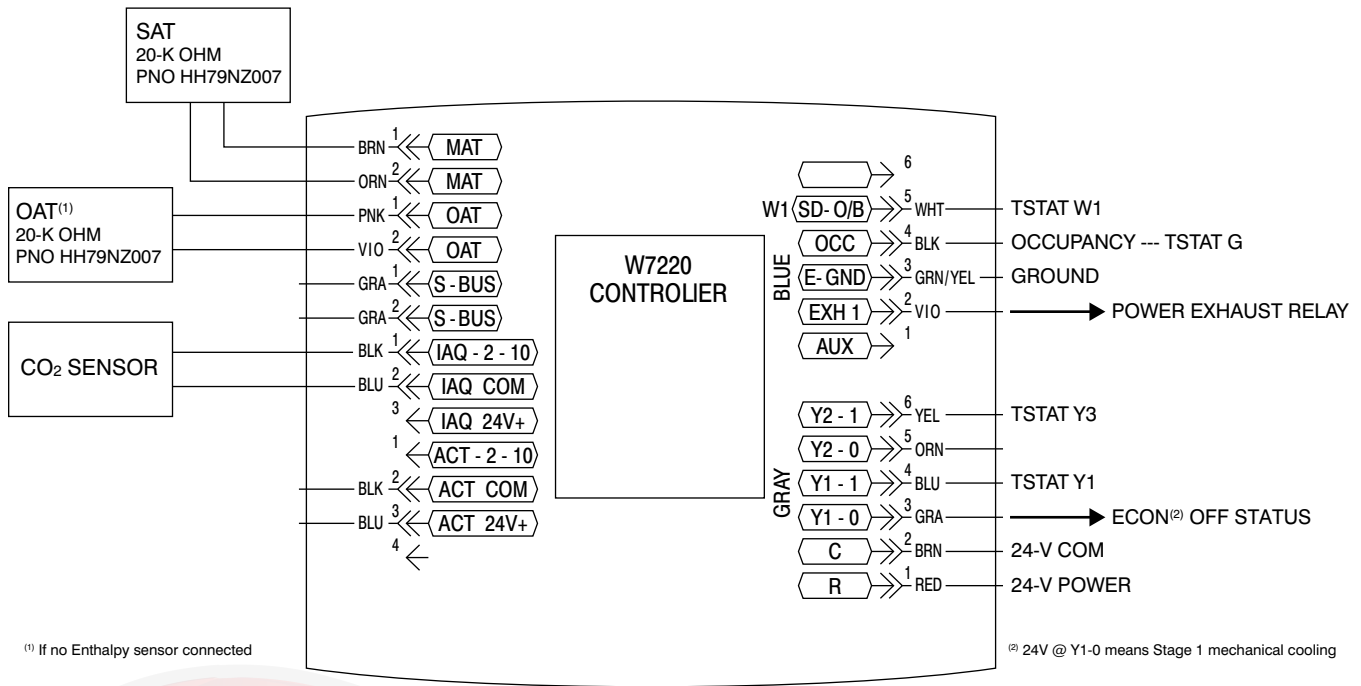 SAT
20-K OHM
PNO HH79NZ007
OAT(1)
20-K OHM
PNO HH79NZ007
CO2 SENSOR
BRN 1 MAT
ORN 2 MAT
PNK 1 OAT
VIO 2 OAT
GRA 1 S-BUS
GRA 2 S-BUS
BLK 1 IAQ - 2 - 10
BLU 2 IAQ COM
3 IAQ 24V+
1 ACT - 2 - 10
BLK 2 ACT COM
BLU 3 ACT 24V+
4
W7220
CONTROLIER
BLUE
6
W1 SD- O/B 5 WHT TSTAT W1
OCC 4 BLK OCCUPANCY --- TSTAT G
E- GND 3 GRN/YEL GROUND
EXH 1 2 VIO POWER EXHAUST RELAY
AUX 1
GRAY
Y2 - 1 6 YEL TSTAT Y3
Y2 - 0 5 ORN
Y1 - 1 4 BLU TSTAT Y1
Y1 - 0 3 GRA ECON(2) OFF STATUS
C 2 BRN 24-V COM
R 1 RED 24-V POWER
(1) If no Enthalpy sensor connected
(2) 24V @ Y1-0 means Stage 1 mechanical cooling